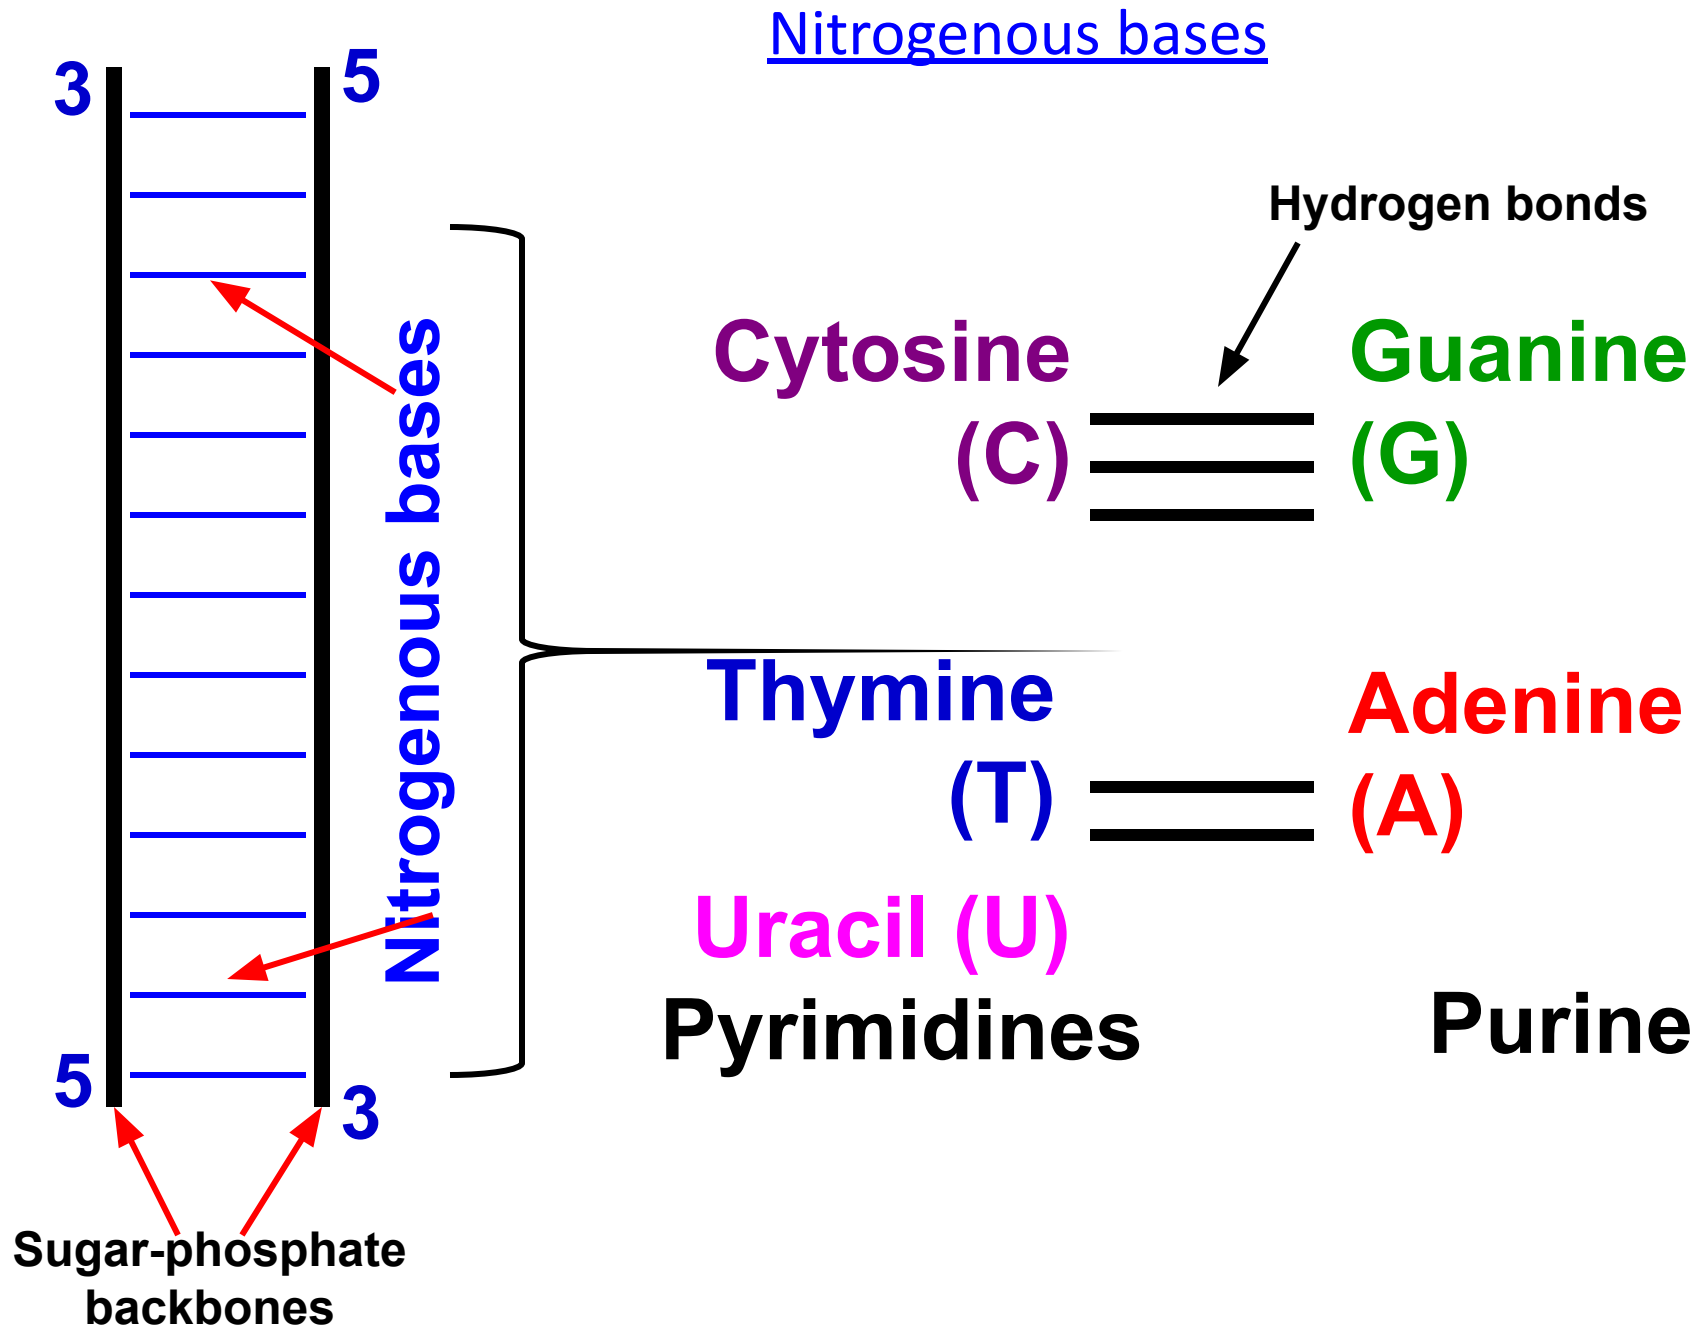 Nitrogenous bases
3
5
Hydrogen bonds
Nitrogenous bases
Cytosine
(C)
Guanine
(G)
Thymine
(T)
Adenine
(A)
Uracil (U)
Pyrimidines
Purine
5
3
Sugar-phosphate
backbones